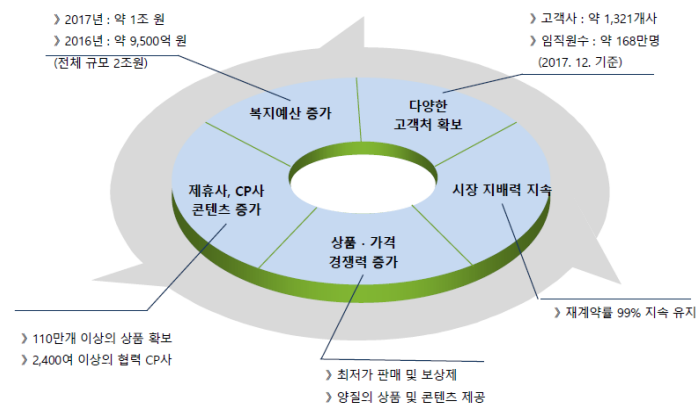 》 2017년 : 약 1조 원
》 2016년 : 약 9,500억 원
(전체 규모 2조원)
》 고객사 : 약 1,321개사
》 임직원수 : 약 168만명
(2017. 12. 기준)
복지예산 증가
다양한
고객처 확보
제휴사, CP사
콘텐츠 증가
시장 지배력 지속
상품 · 가격
경쟁력 증가
》 110만개 이상의 상품 확보
》 2,400여 이상의 협력 CP사
》 재계약률 99% 지속 유지
》 최저가 판매 및 보상제
》 양질의 상품 및 콘텐츠 제공